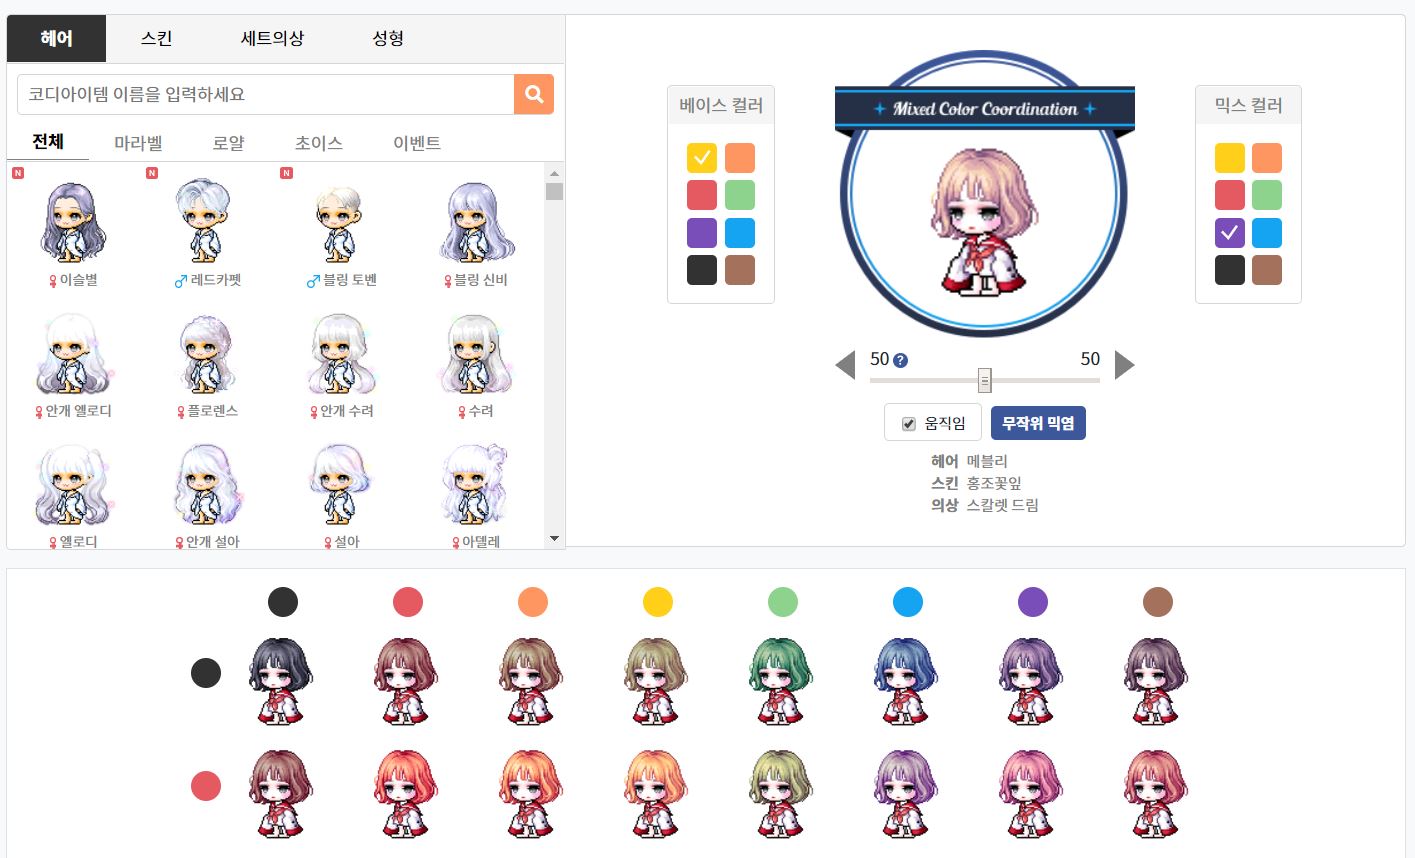 헤어 스킨 세트의상 성형
코디아이템 이름을 입력하세요
전체 마라벨 로얄 초이스 이벤트
N N N
이슬별 레드카펫 블링 토벤 블링 신비
안개 엘로디 플로렌스 안개 수려 수려
엘로디 안개 설아 설아 아델레
베이스 컬러
Mixed Color Coordination
믹스 컬러
50 ? 50
움직임 무작위 믹염
헤어 메블리
스킨 홍조꽃잎
의상 스칼렛 드림